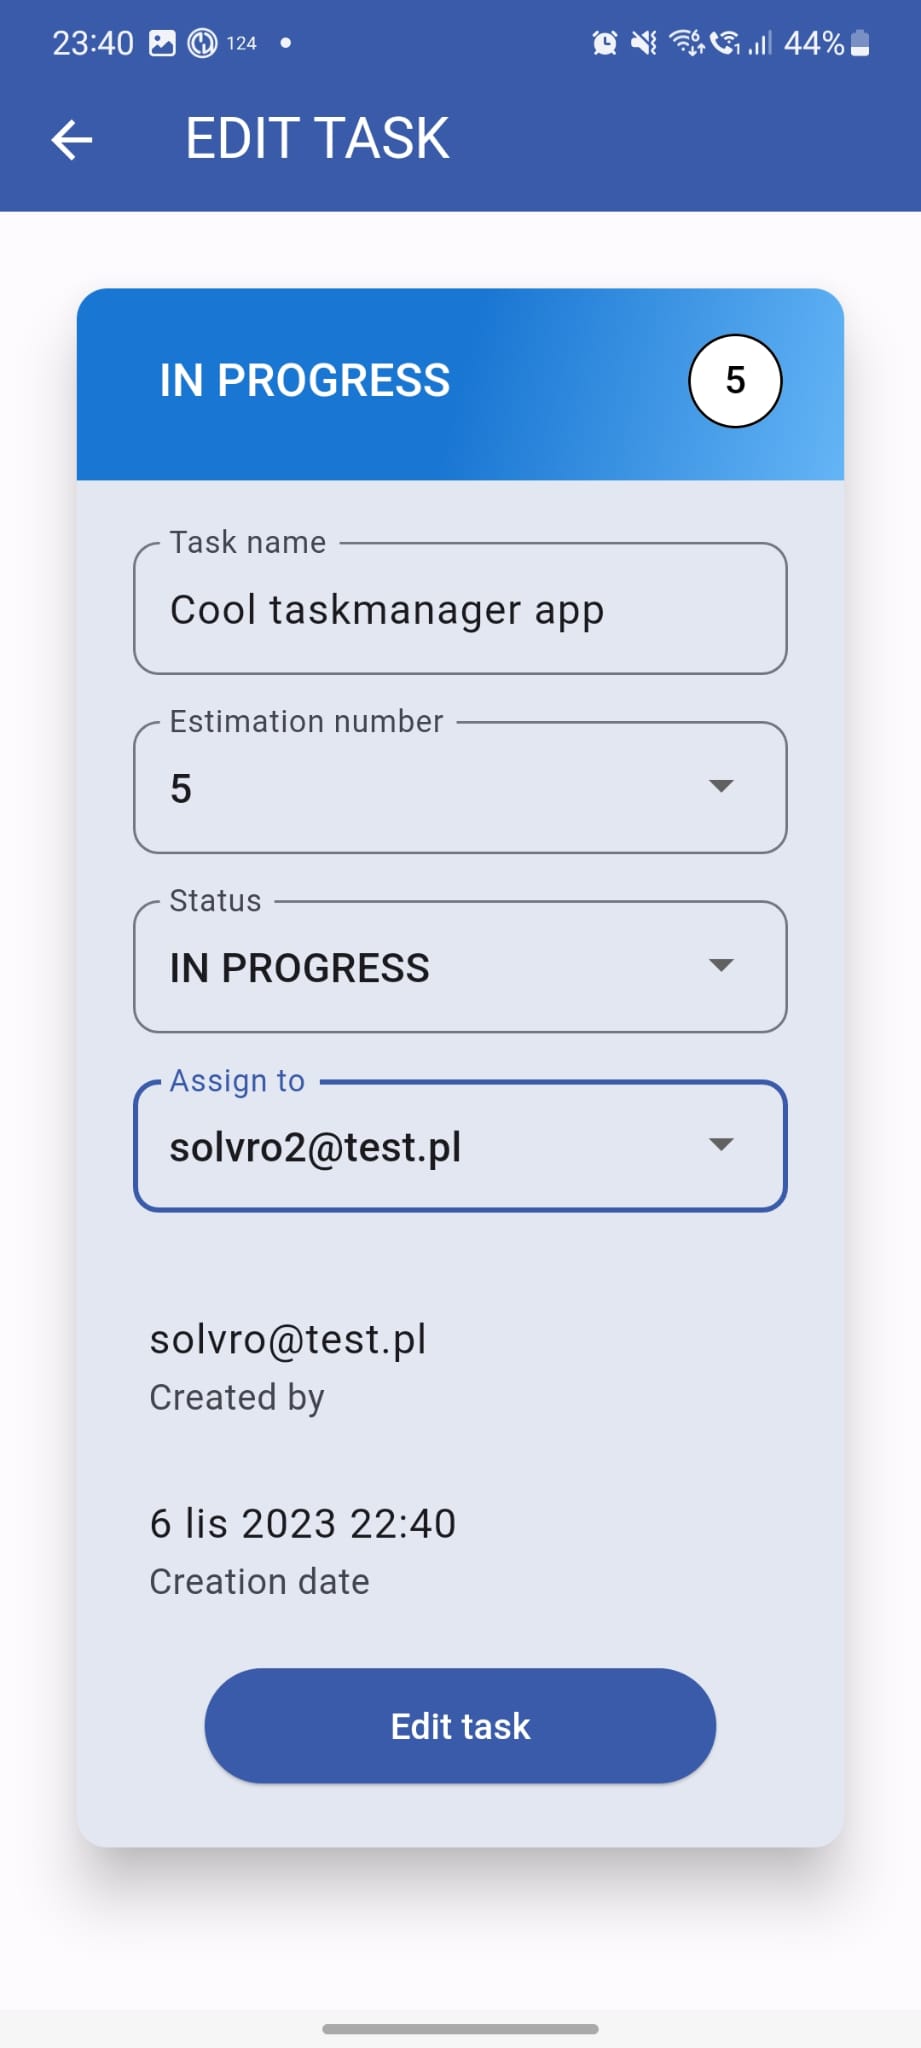 23:40 124 44%
EDIT TASK
IN PROGRESS 5
Task name
Cool taskmanager app
Estimation number
5
Status
IN PROGRESS
Assign to
solvro2@test.pl
solvro@test.pl
Created by
6 lis 2023 22:40
Creation date
Edit task